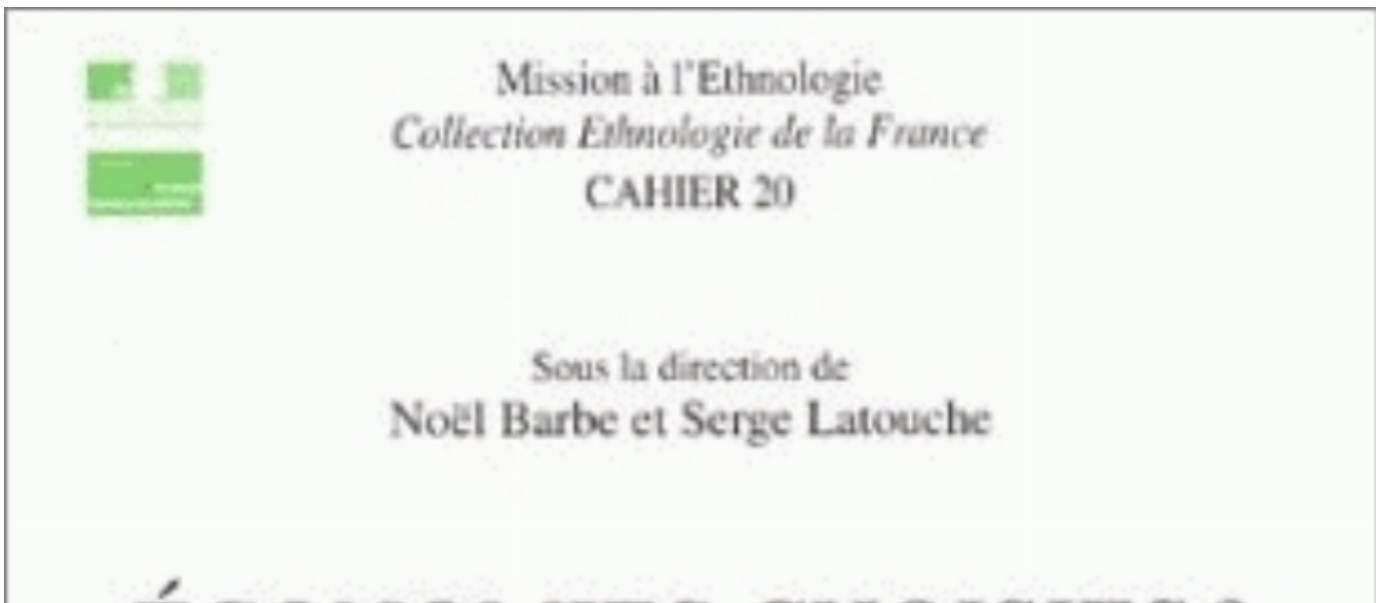 Mission à l'Ethnologie
Collection Ethnologie de la France
CAHIER 20
Sous la direction de
Noël Barbe et Serge Latouche